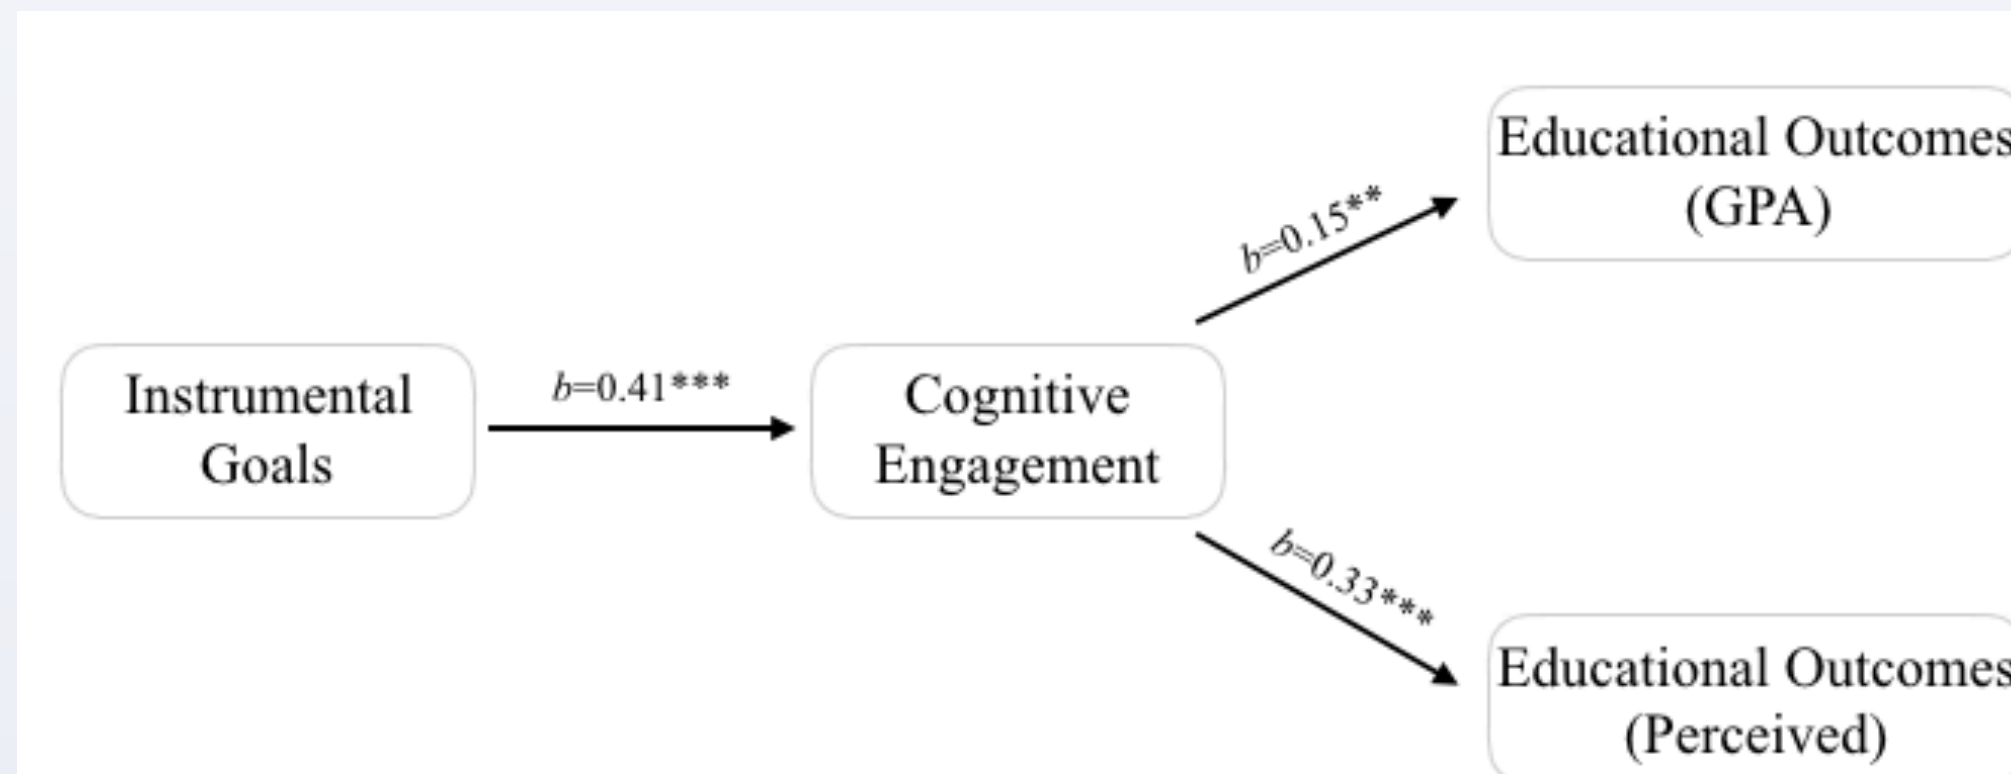 Educational Outcomes
(GPA)
b=0.15**
Instrumental
Goals
b=0.41***
Cognitive
Engagement
b=0.33***
Educational Outcomes
(Perceived)